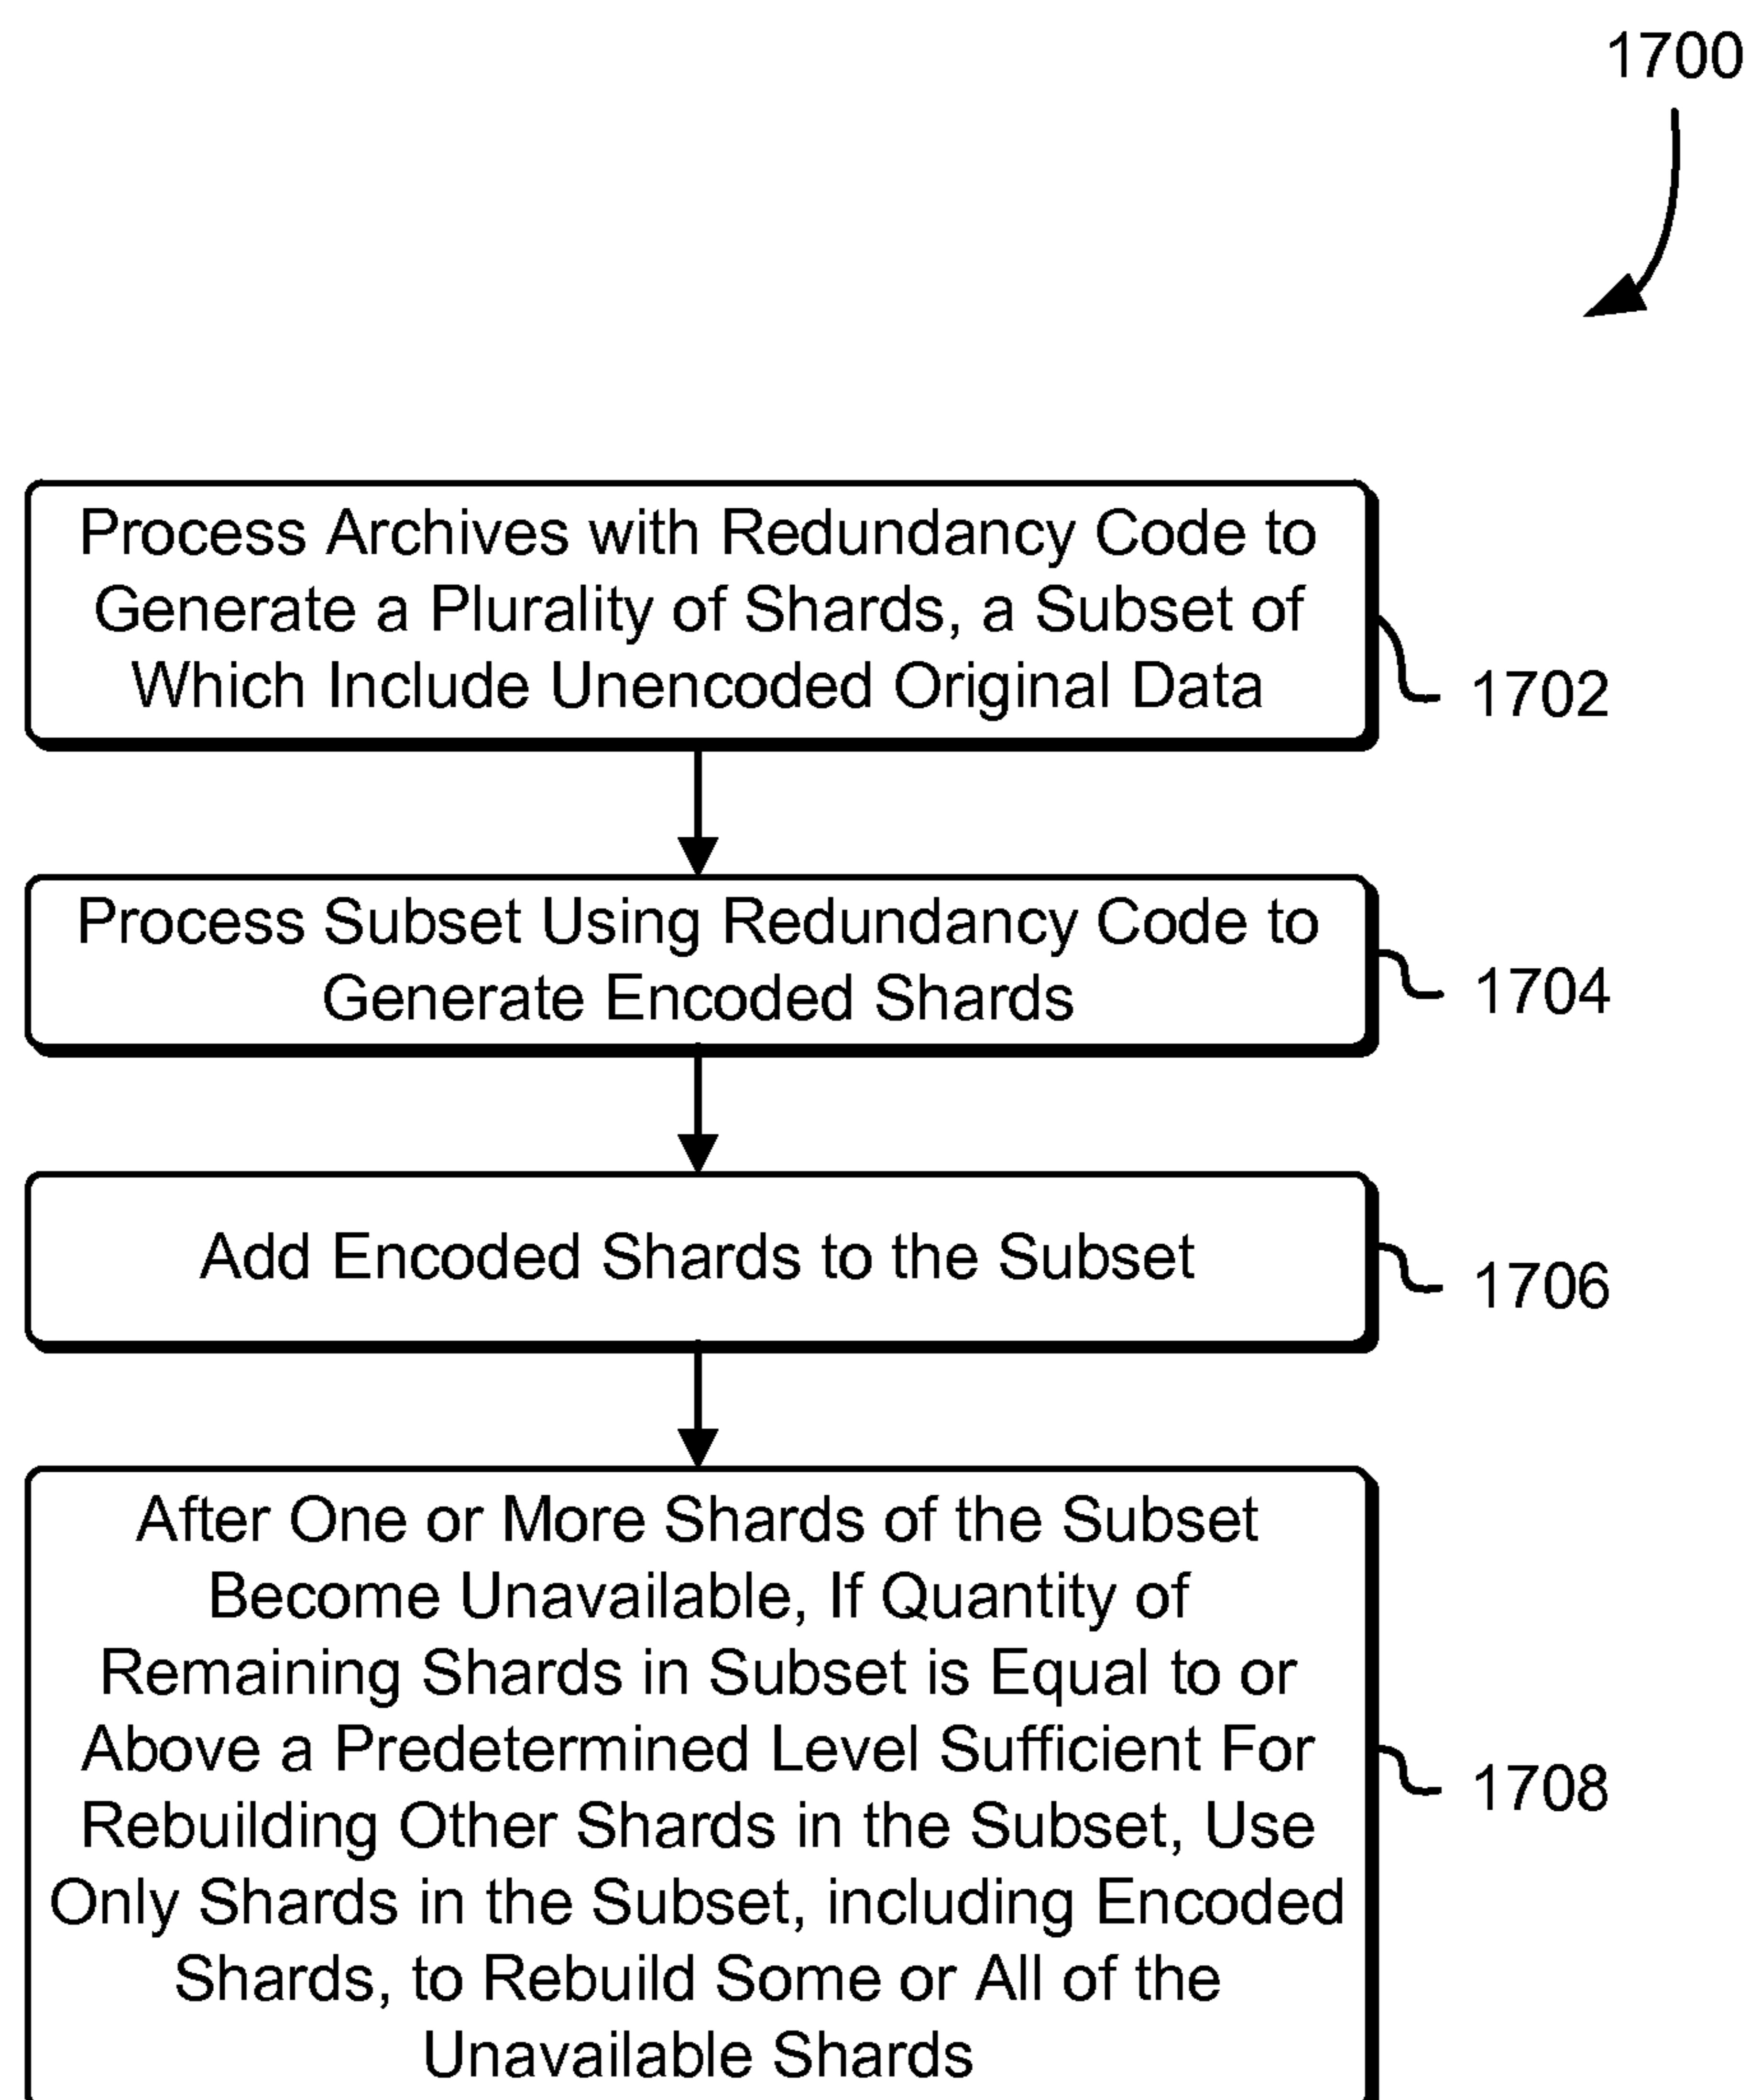 1700
Process Archives with Redundancy Code to
Generate a Plurality of Shards, a Subset of
Which Include Unencoded Original Data
1702
Process Subset Using Redundancy Code to
Generate Encoded Shards
1704
Add Encoded Shards to the Subset
1706
After One or More Shards of the Subset
Become Unavailable, If Quantity of
Remaining Shards in Subset is Equal to or
Above a Predetermined Level Sufficient For
Rebuilding Other Shards in the Subset, Use
Only Shards in the Subset, including Encoded
Shards, to Rebuild Some or All of the
Unavailable Shards
1708